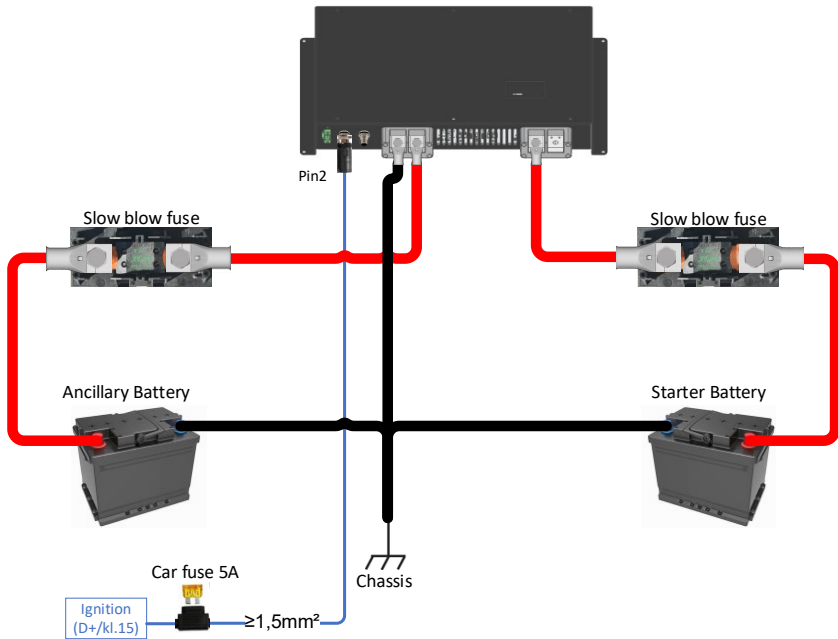 Pin2
Slow blow fuse
Slow blow fuse
Ancillary Battery
Starter Battery
Chassis
Car fuse 5A
Ignition
(D+/kl.15)
≥1,5mm²